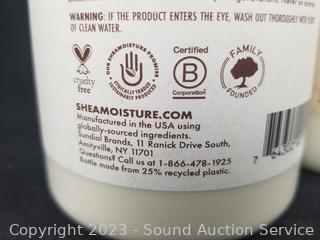 WARNING: IF THE PRODUCT ENTERS THE EYE, WASH OUT THOROUGHLY WITH
OF CLEAN WATER.
cruelty
free
OUR SHEAMOISTURE PROMISE
ETHICALLY TRADED
SUSTAINABLY PRODUCED
Certified
B
Corporation
FAMILY
FOUNDED
SHEAMOISTURE.COM
Manufactured in the USA using
globally-sourced ingredients.
Sundial Brands, 11 Ranick Drive South,
Amityville, NY 11701
Questions? Call us at 1-866-478-1925
Bottle made from 25% recycled plastic.
7
Copyright 2023 - Sound Auction Service